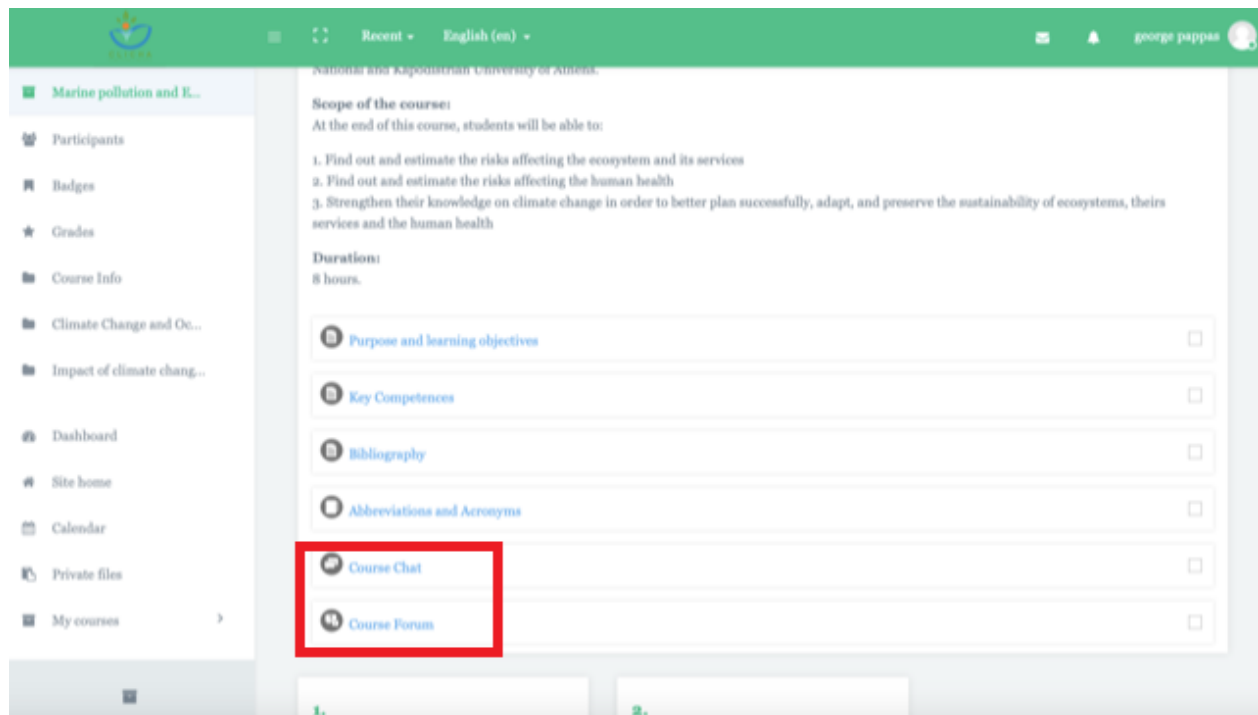 Recent
English (en)
george pappas
Marine pollution and E...
Participants
Badges
Grades
Course Info
Climate Change and Oc...
Impact of climate chang...
Dashboard
Site home
Calendar
Private files
My courses
National and Kapodistrian University of Athens.
Scope of the course:
At the end of this course, students will be able to:
1. Find out and estimate the risks affecting the ecosystem and its services
2. Find out and estimate the risks affecting the human health
3. Strengthen their knowledge on climate change in order to better plan successfully, adapt, and preserve the sustainability of ecosystems, theirs
services and the human health
Duration:
8 hours.
Purpose and learning objectives
Key Competences
Bibliography
Abbreviations and Acronyms
Course Chat
Course Forum
1.
2.